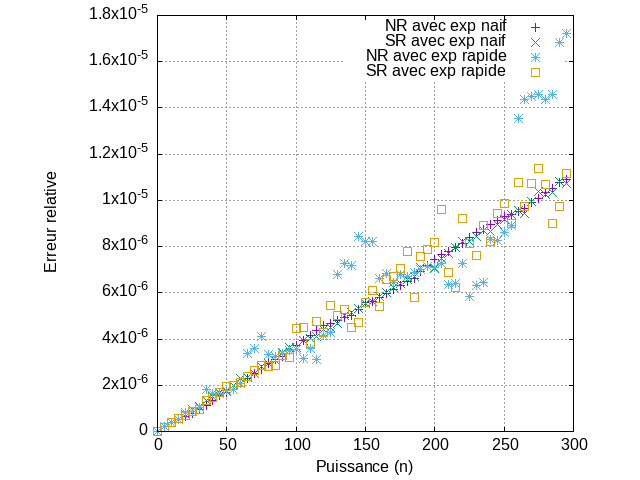 1.8x10-5
1.6x10-5
1.4x10-5
1.2x10-5
1x10-5
8x10-6
6x10-6
4x10-6
2x10-6
0
Erreur relative
NR avec exp naif
SR avec exp naif
NR avec exp rapide
SR avec exp rapide
0 50 100 150 200 250 300
Puissance (n)